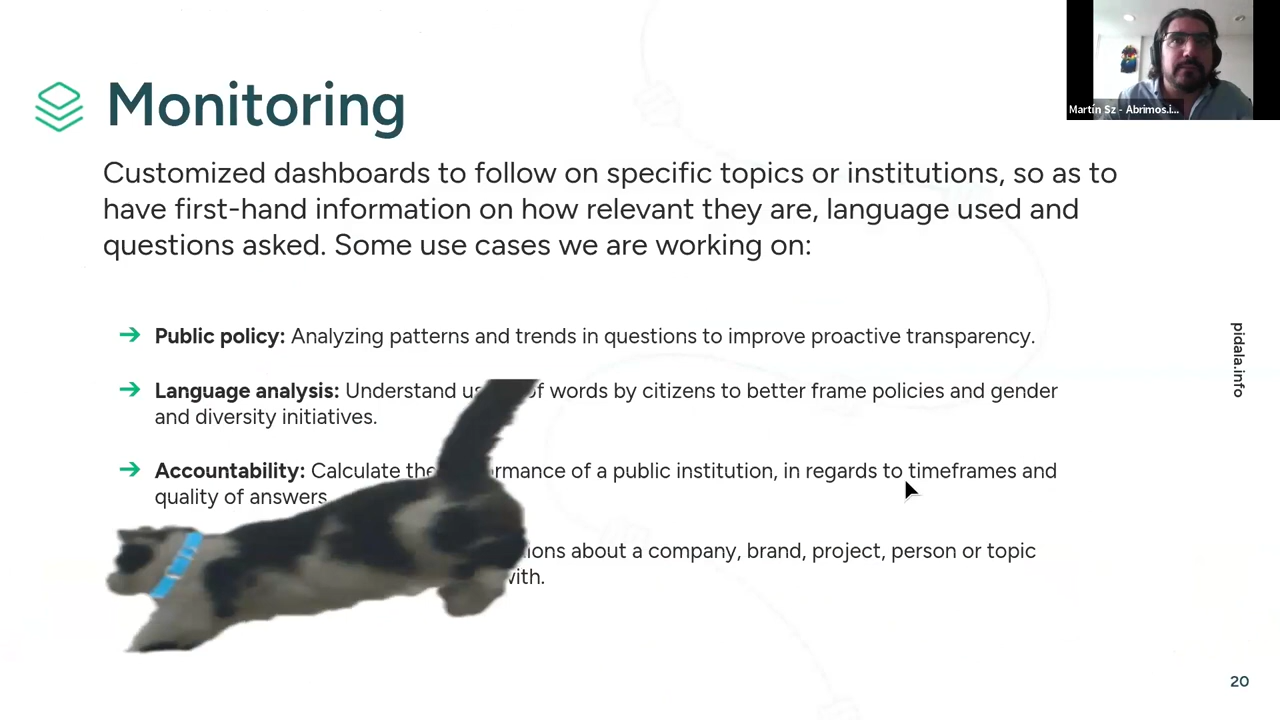 Martín Sz - Abrimos.i...
Monitoring
Customized dashboards to follow on specific topics or institutions, so as to
have first-hand information on how relevant they are, language used and
questions asked. Some use cases we are working on:
Public policy: Analyzing patterns and trends in questions to improve proactive transparency.
Language analysis: Understand of words by citizens to better frame policies and gender
and diversity initiatives.
Accountability: Calculate the of a public institution, in regards to timeframes and
quality of answers
about a company, brand, project, person or topic
with.
pidala.info
20